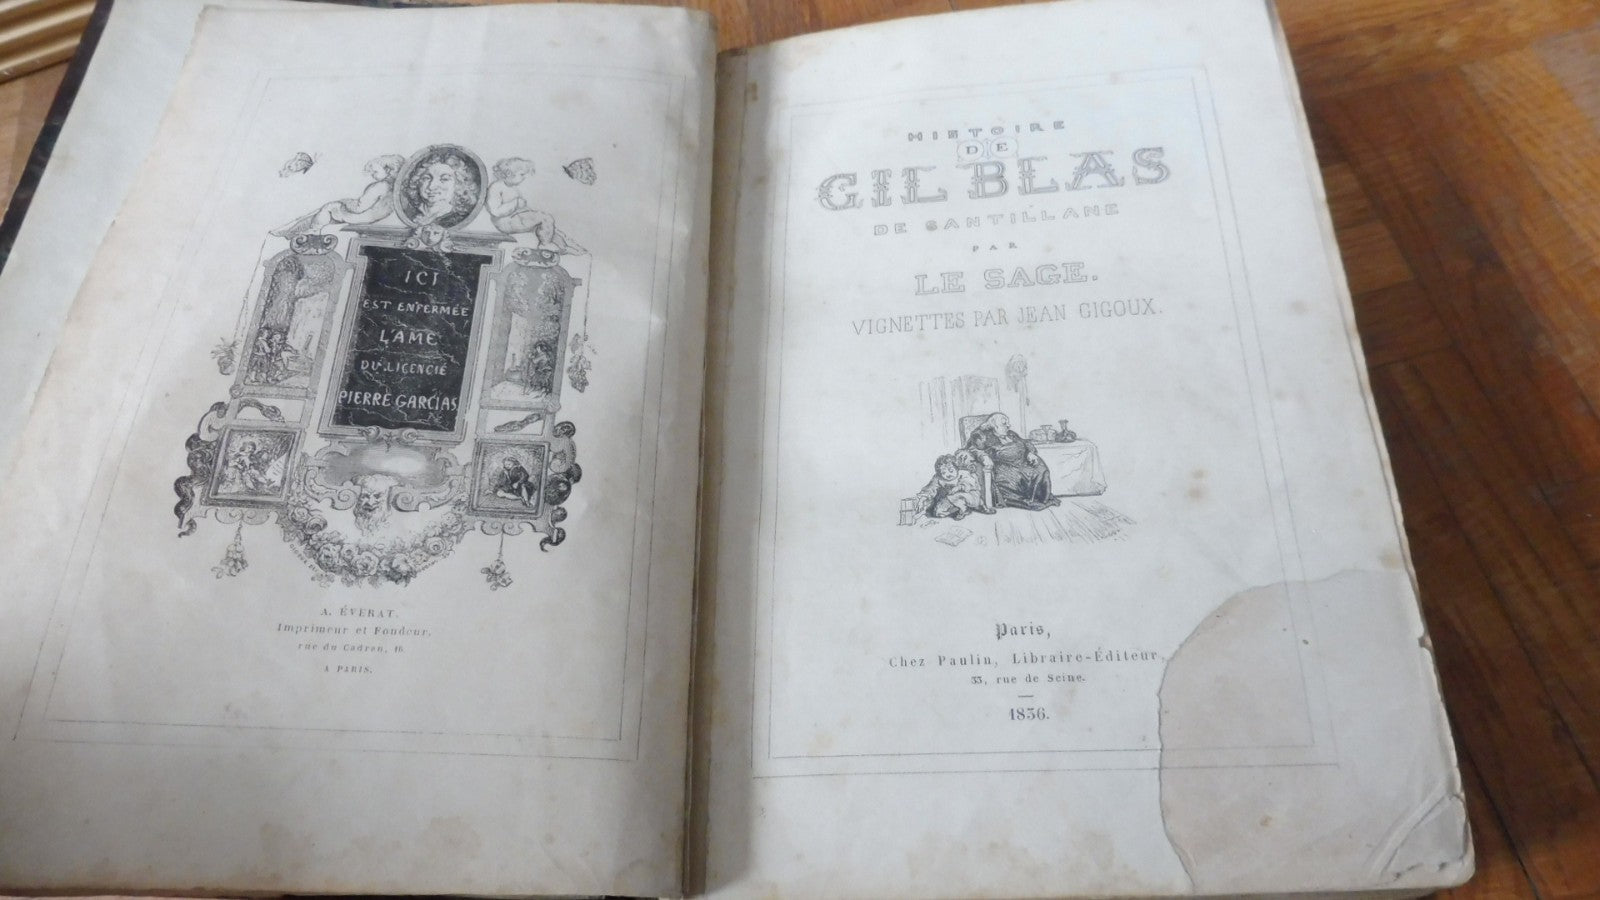 ICI
EST ENFERMÉE
L'AME
DU LICENCIÉ
PIERRE GARCIAS
A. ÉVERAT.
Imprimeur et Fondeur,
rue du Cadran, 16
A PARIS.
HISTOIRE
DE
GIL BLAS
DE SANTILLANE
PAR
LE SAGE.
VIGNETTES PAR JEAN GIGOUX.
Paris,
Chez Paulin, Libraire-Éditeur,
33, rue de Seine.
1836.